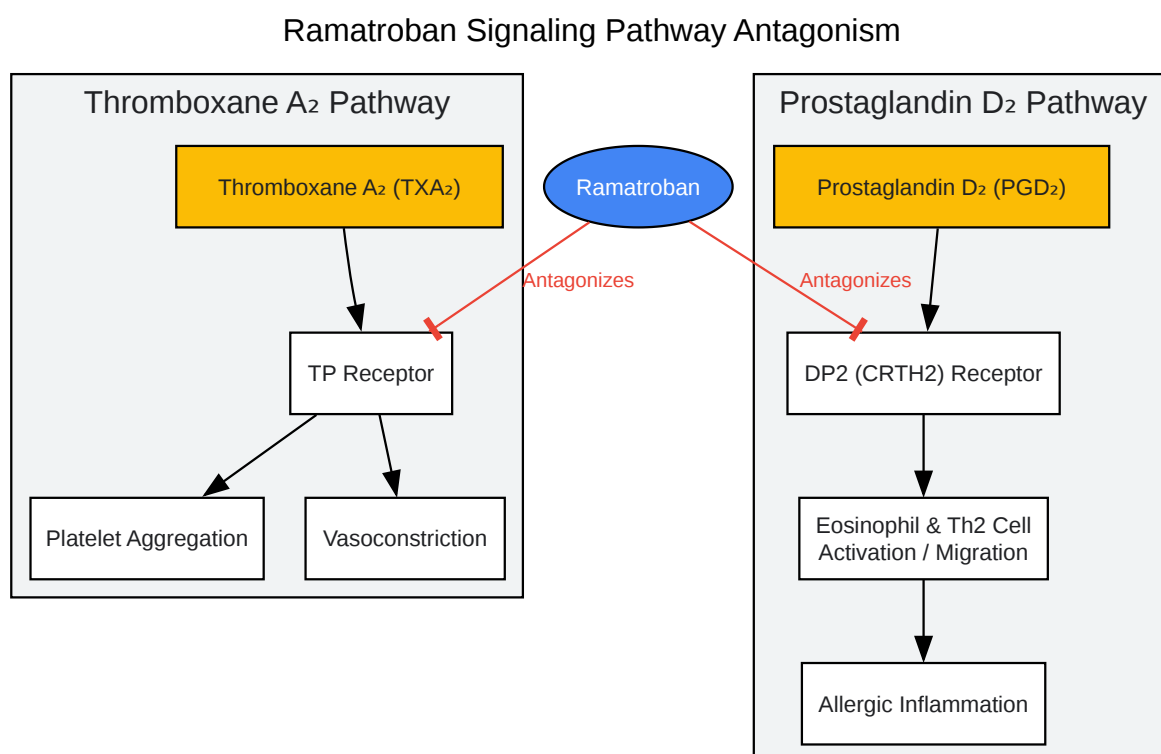 Ramatroban Signaling Pathway Antagonism
Thromboxane A₂ Pathway
Thromboxane A₂ (TXA₂)
TP Receptor
Platelet Aggregation
Vasoconstriction
Ramatroban
Antagonizes
Antagonizes
Prostaglandin D₂ Pathway
Prostaglandin D₂ (PGD₂)
DP2 (CRTH2) Receptor
Eosinophil & Th2 Cell
Activation / Migration
Allergic Inflammation